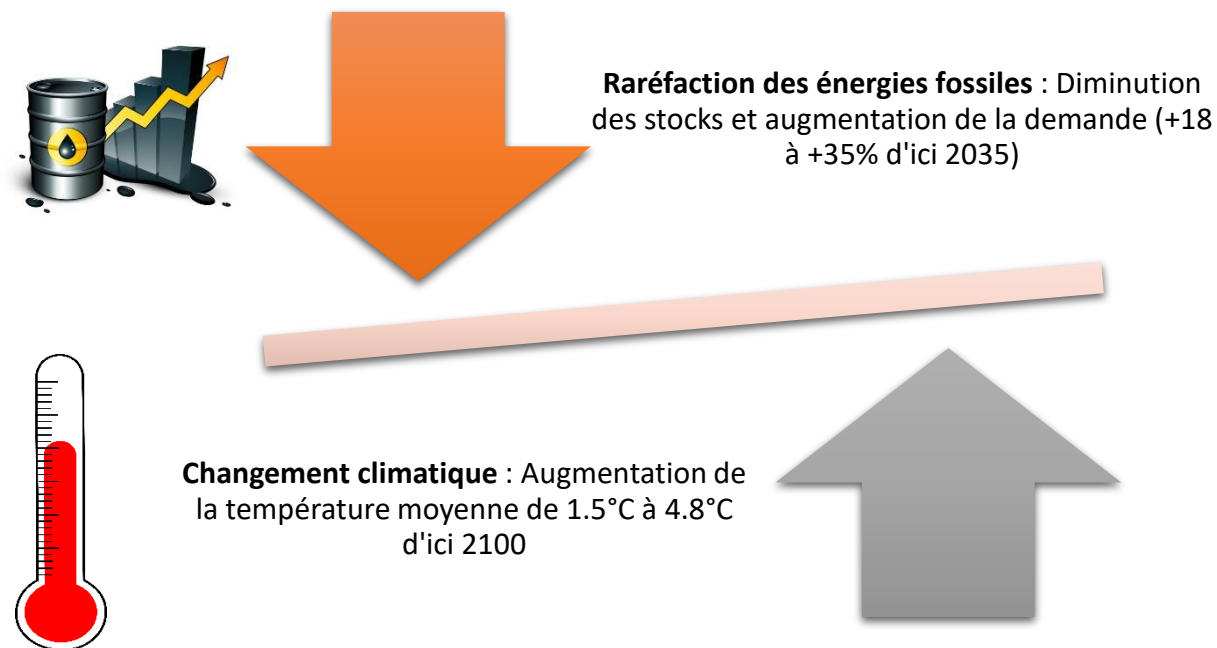 Raréfaction des énergies fossiles : Diminution
des stocks et augmentation de la demande (+18
à +35% d'ici 2035)
Changement climatique : Augmentation de
la température moyenne de 1.5°C à 4.8°C
d'ici 2100